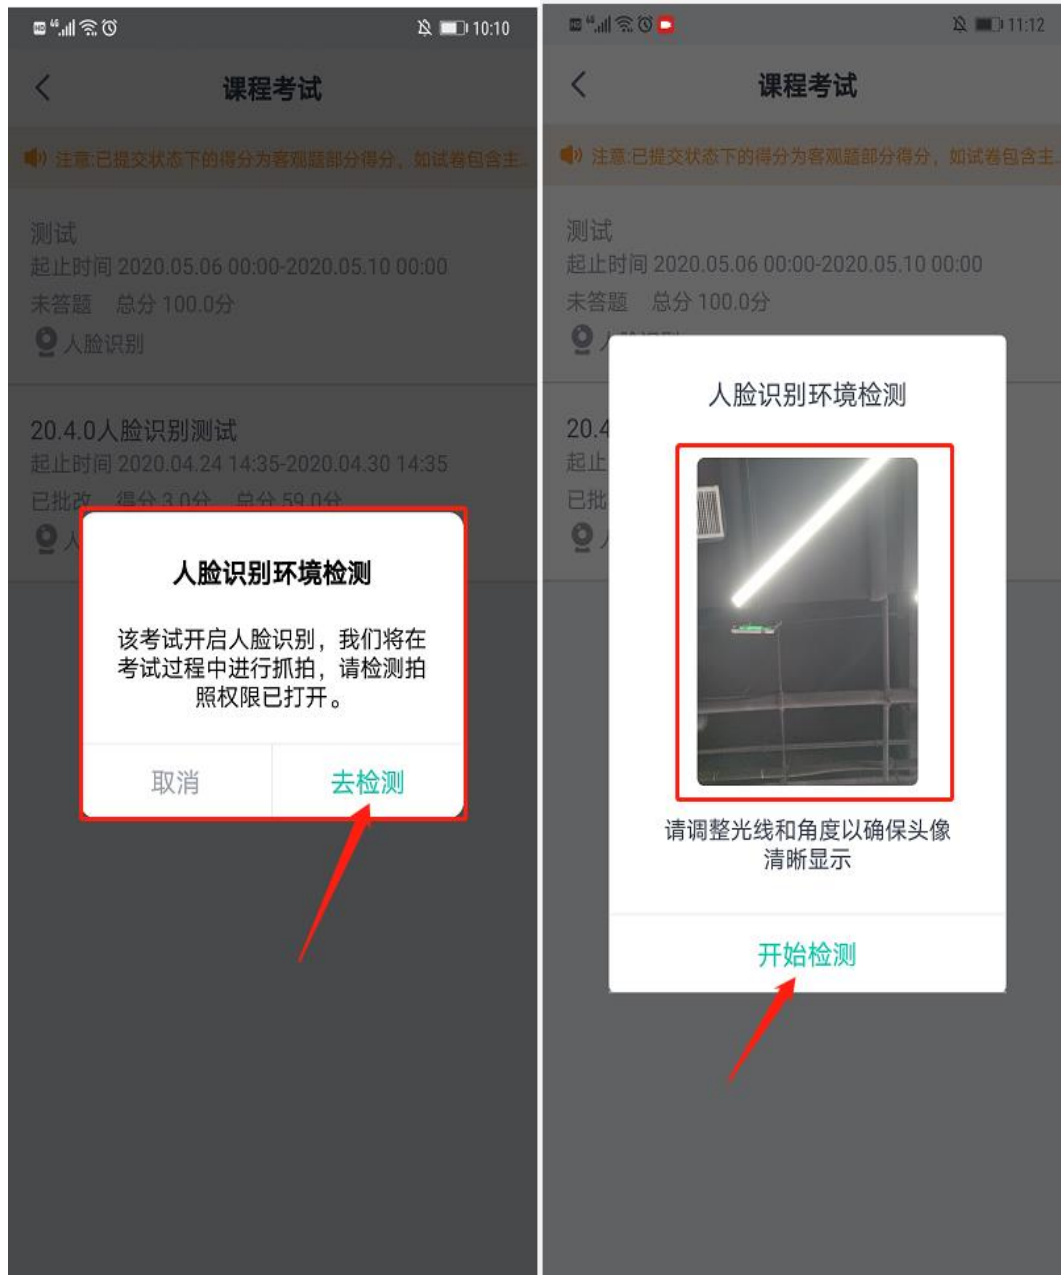 HD 4G 10:10
课程考试
注意:已提交状态下的得分为客观题部分得分，如试卷包含主...
测试
起止时间 2020.05.06 00:00-2020.05.10 00:00
未答题 总分 100.0分
人脸识别
20.4.0人脸识别测试
起止时间 2020.04.24 14:35-2020.04.30 14:35
已批改 得分 3.0分 总分 59.0分
人脸识别环境检测
该考试开启人脸识别，我们将在
考试过程中进行抓拍，请检测拍
照权限已打开。
取消 去检测
HD 4G 11:12
课程考试
注意:已提交状态下的得分为客观题部分得分，如试卷包含主...
测试
起止时间 2020.05.06 00:00-2020.05.10 00:00
未答题 总分 100.0分
20.4
起止
已批
人脸识别环境检测
请调整光线和角度以确保头像
清晰显示
开始检测